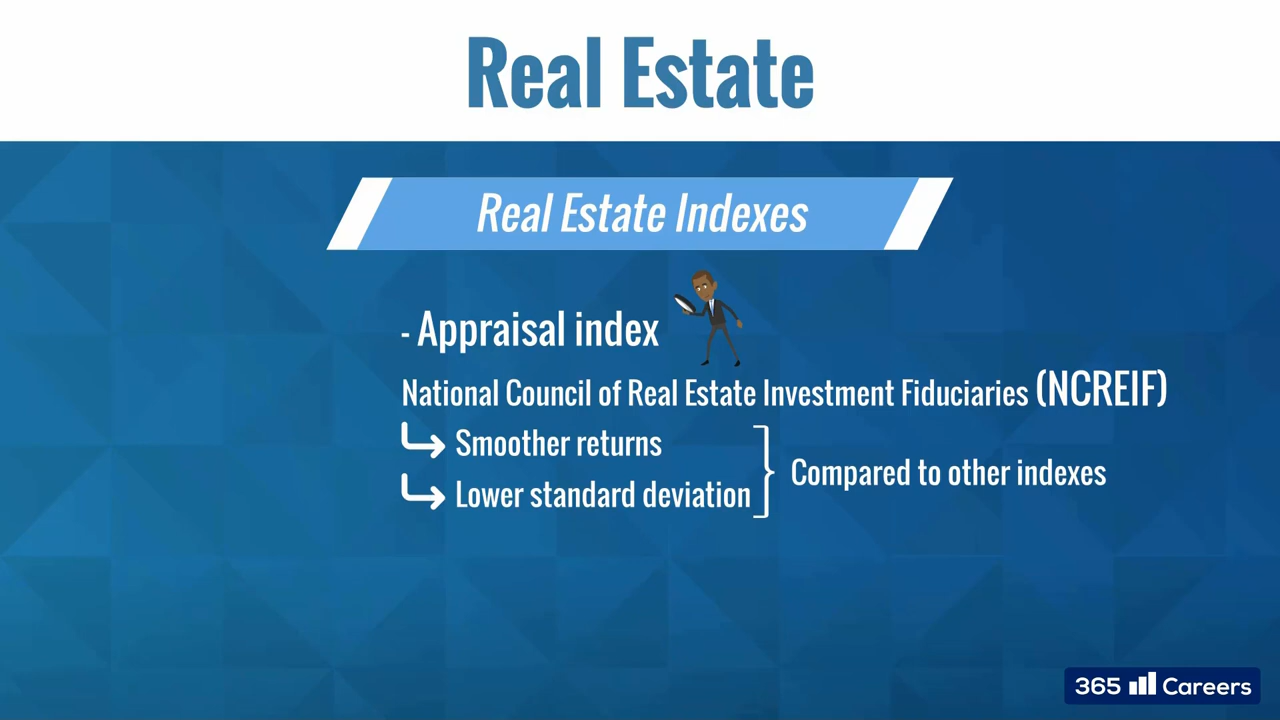 Real Estate
Real Estate Indexes
- Appraisal index
National Council of Real Estate Investment Fiduciaries (NCREIF)
Smoother returns
Lower standard deviation
Compared to other indexes
365 Careers